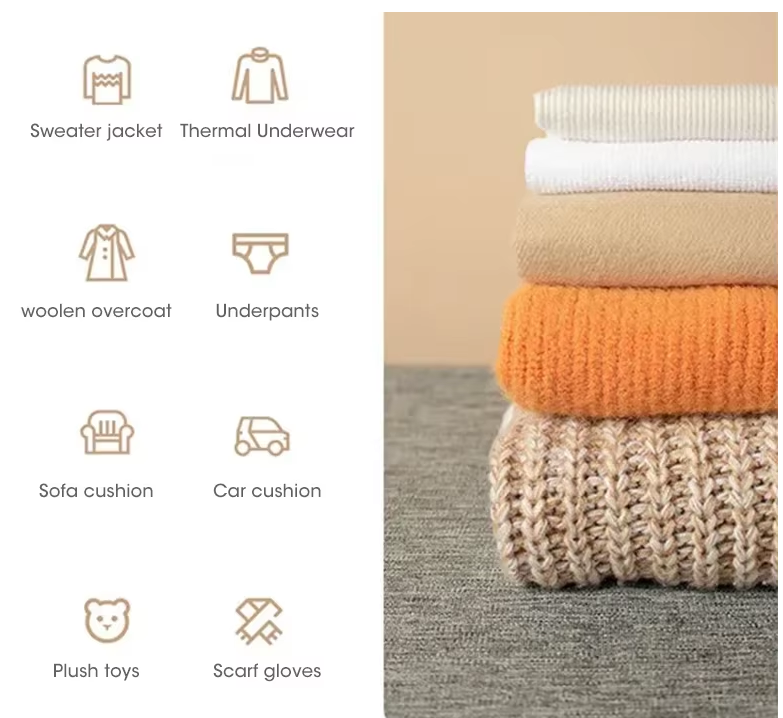 Sweater jacket
Thermal Underwear
woolen overcoat
Underpants
Sofa cushion
Car cushion
Plush toys
Scarf gloves